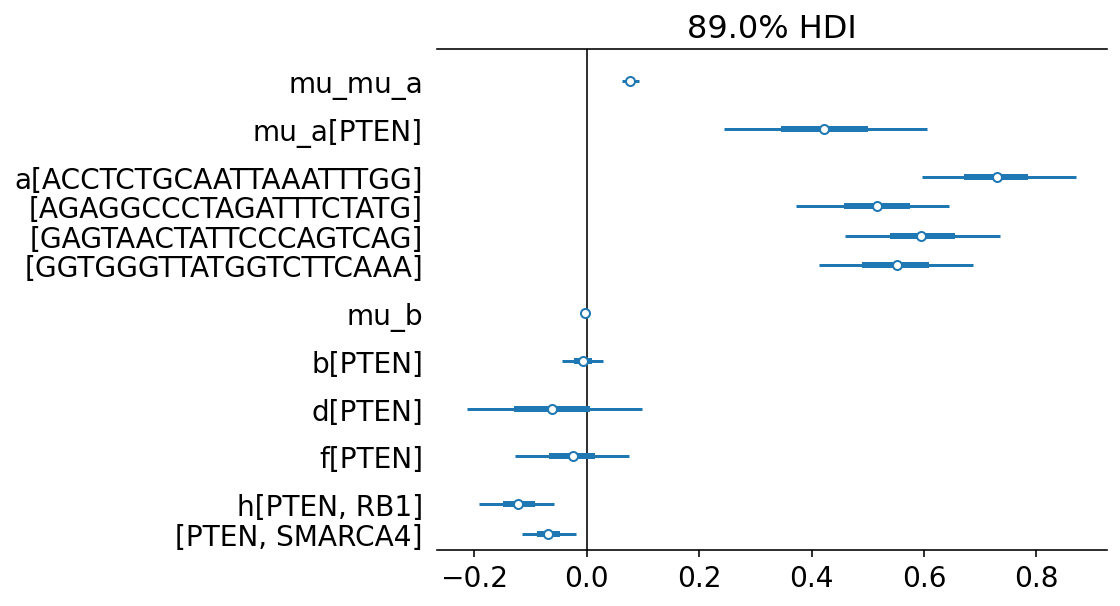 89.0% HDI
mu_mu_a
mu_a[PTEN]
a[ACCTCTGCAATTAAATTTGG]
[AGAGGCCCTAGATTTCTATG]
[GAGTAACTATTCCCAGTCAG]
[GGTGGGTTATGGTCTTCAAA]
mu_b
b[PTEN]
d[PTEN]
f[PTEN]
h[PTEN, RB1]
[PTEN, SMARCA4]
−0.2 0.0 0.2 0.4 0.6 0.8